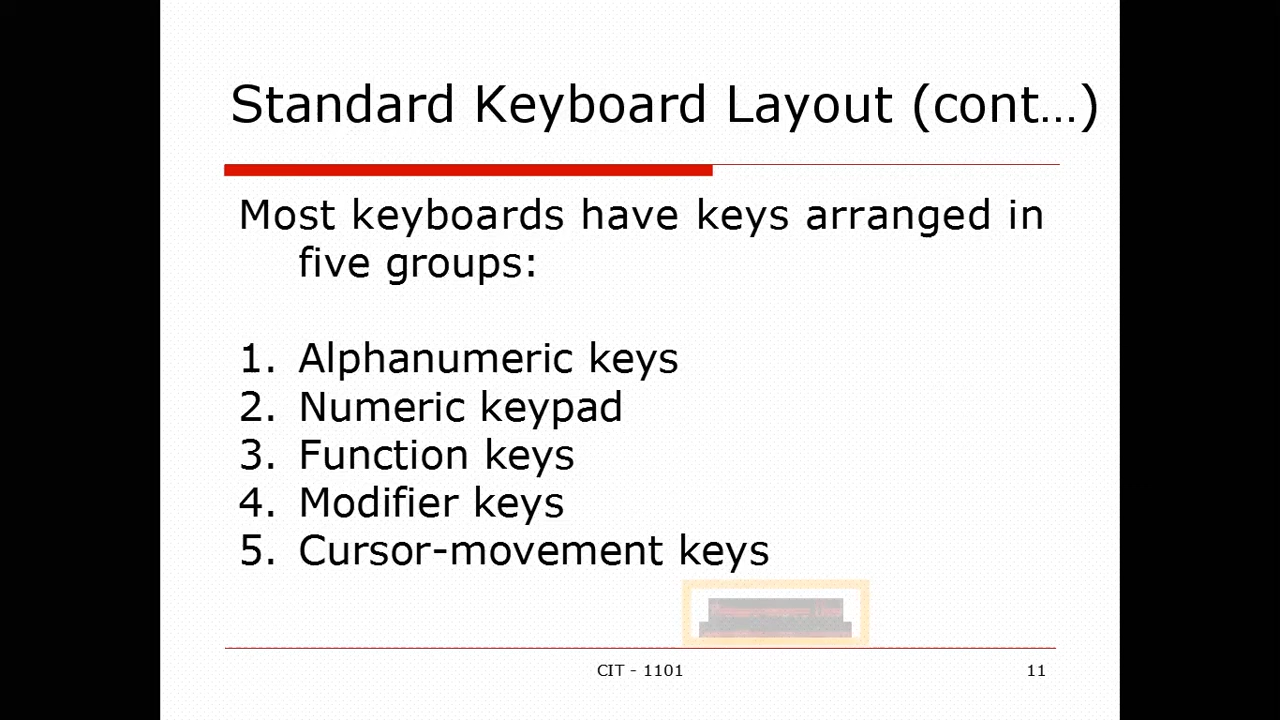 Standard Keyboard Layout (cont…)
Most keyboards have keys arranged in
five groups:
1. Alphanumeric keys
2. Numeric keypad
3. Function keys
4. Modifier keys
5. Cursor-movement keys
CIT - 1101
11